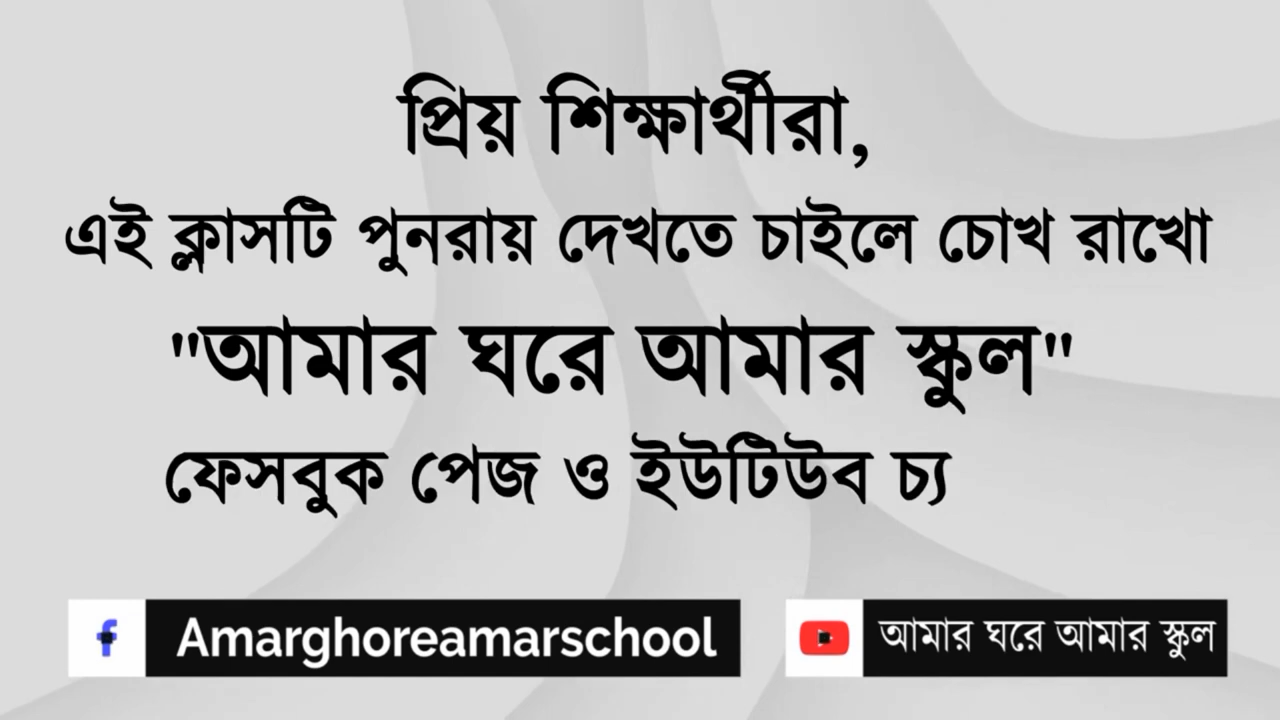 প্রিয় শিক্ষার্থীরা,
এই ক্লাসটি পুনরায় দেখতে চাইলে চোখ রাখো
"আমার ঘরে আমার স্কুল"
ফেসবুক পেজ ও ইউটিউব চ্য
Amarghoreamarschool
আমার ঘরে আমার স্কুল